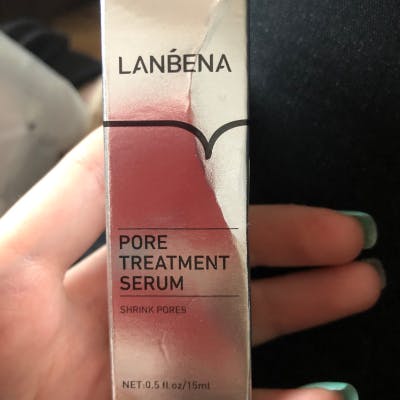 LANBENA
PORE
TREATMENT
SERUM
SHRINK PORES
NET 0.5 fl oz/15ml